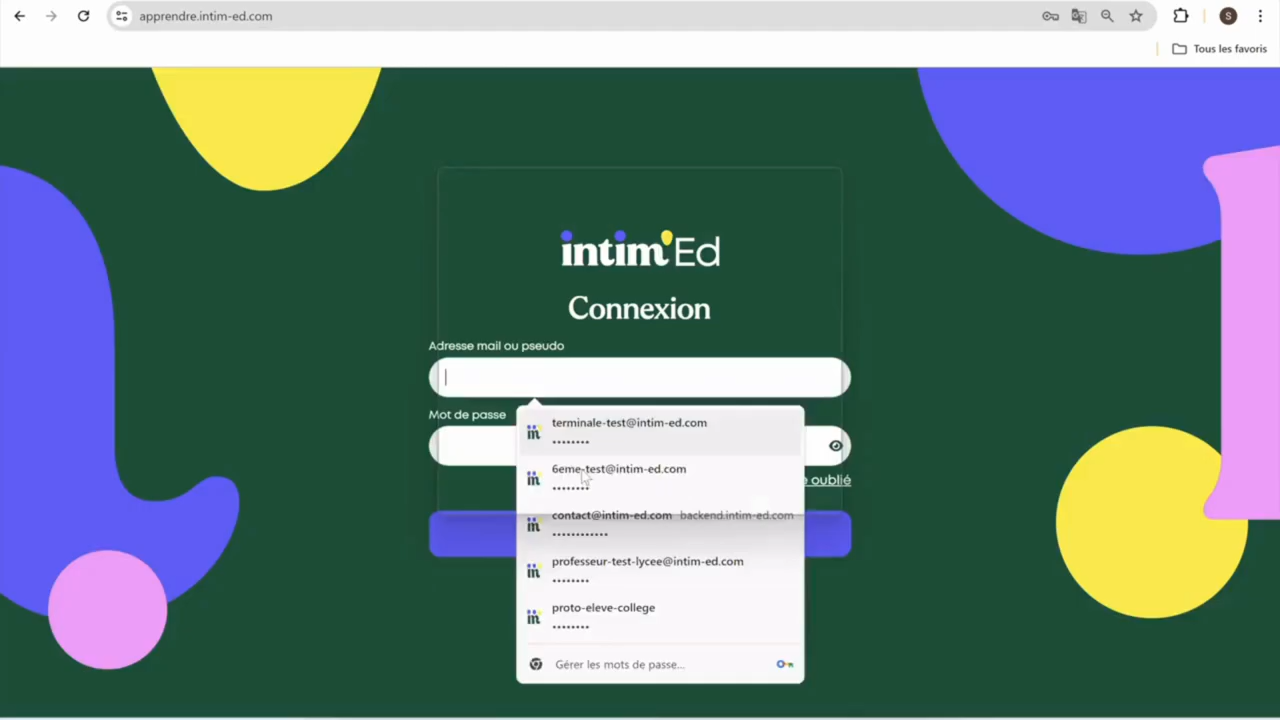 apprendre.intim-ed.com
S
Tous les favoris
intim'Ed
Connexion
Adresse mail ou pseudo
Mot de passe
terminale-test@intim-ed.com
••••••••
6eme-test@intim-ed.com
••••••••
e oublié
contact@intim-ed.com backend.intim-ed.com
••••••••••••
professeur-test-lycee@intim-ed.com
••••••••
proto-eleve-college
••••••••
Gérer les mots de passe...